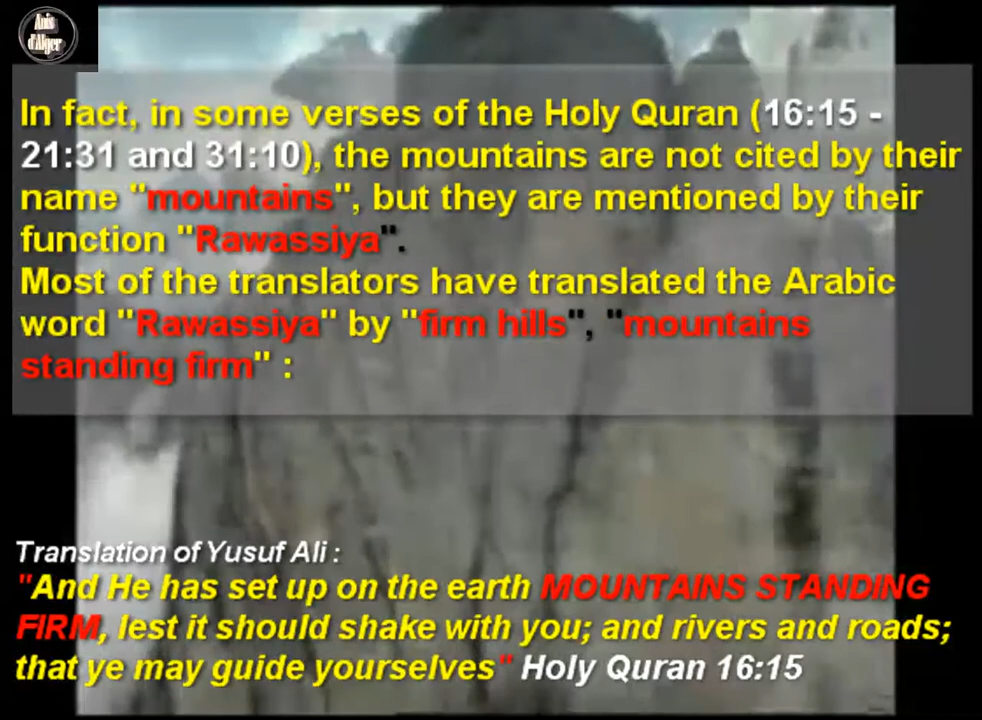 Anis
d'Alger
In fact, in some verses of the Holy Quran (16:15 -
21:31 and 31:10), the mountains are not cited by their
name "mountains", but they are mentioned by their
function "Rawassiya".
Most of the translators have translated the Arabic
word "Rawassiya" by "firm hills", "mountains
standing firm" :
Translation of Yusuf Ali :
"And He has set up on the earth MOUNTAINS STANDING
FIRM, lest it should shake with you; and rivers and roads;
that ye may guide yourselves" Holy Quran 16:15